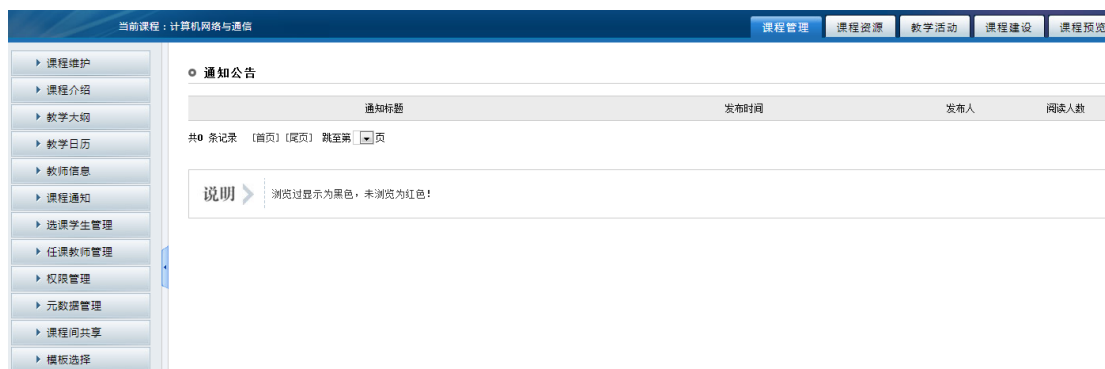 当前课程：计算机网络与通信
课程管理 课程资源 教学活动 课程建设 课程预览
课程维护
课程介绍
教学大纲
教学日历
教师信息
课程通知
选课学生管理
任课教师管理
权限管理
元数据管理
课程间共享
模板选择
通知公告
通知标题 发布时间 发布人 阅读人数
共0 条记录 [首页] [尾页] 跳至第 页
说明 浏览过显示为黑色，未浏览为红色！